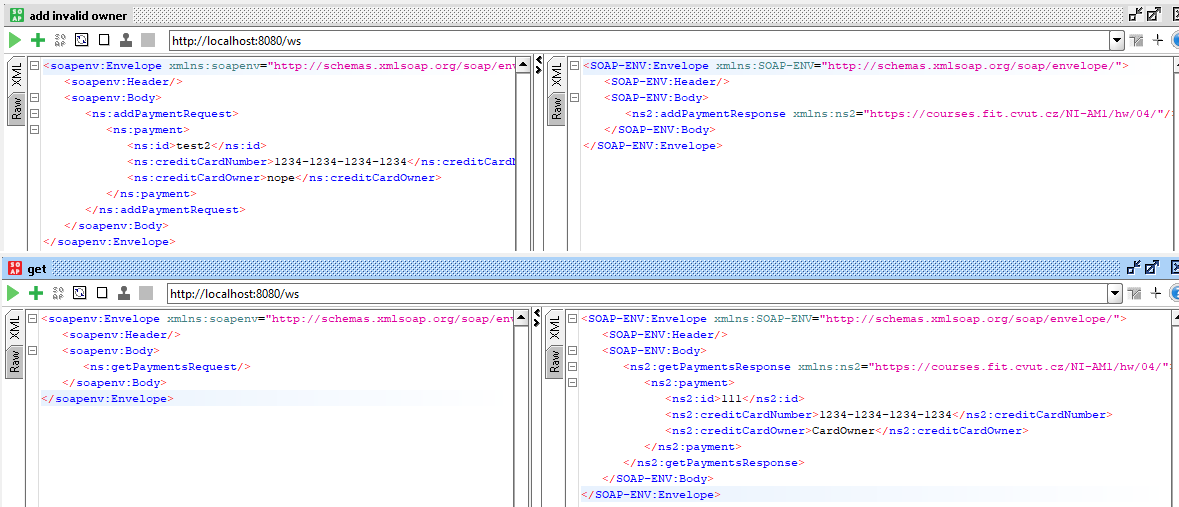 add invalid owner
http://localhost:8080/ws
XML
Raw
<soapenv:Envelope xmlns:soapenv="http://schemas.xmlsoap.org/soap/env
<soapenv:Header/>
<soapenv:Body>
<ns:addPaymentRequest>
<ns:payment>
<ns:id>test2</ns:id>
<ns:creditCardNumber>1234-1234-1234-1234</ns:creditCardN
<ns:creditCardOwner>nope</ns:creditCardOwner>
</ns:payment>
</ns:addPaymentRequest>
</soapenv:Body>
</soapenv:Envelope>
XML
Raw
<SOAP-ENV:Envelope xmlns:SOAP-ENV="http://schemas.xmlsoap.org/soap/envelope/">
<SOAP-ENV:Header/>
<SOAP-ENV:Body>
<ns2:addPaymentResponse xmlns:ns2="https://courses.fit.cvut.cz/NI-AM1/hw/04/"/>
</SOAP-ENV:Body>
</SOAP-ENV:Envelope>
get
http://localhost:8080/ws
XML
Raw
<soapenv:Envelope xmlns:soapenv="http://schemas.xmlsoap.org/soap/env
<soapenv:Header/>
<soapenv:Body>
<ns:getPaymentsRequest/>
</soapenv:Body>
</soapenv:Envelope>
XML
Raw
<SOAP-ENV:Envelope xmlns:SOAP-ENV="http://schemas.xmlsoap.org/soap/envelope/">
<SOAP-ENV:Header/>
<SOAP-ENV:Body>
<ns2:getPaymentsResponse xmlns:ns2="https://courses.fit.cvut.cz/NI-AM1/hw/04/"
<ns2:payment>
<ns2:id>111</ns2:id>
<ns2:creditCardNumber>1234-1234-1234-1234</ns2:creditCardNumber>
<ns2:creditCardOwner>CardOwner</ns2:creditCardOwner>
</ns2:payment>
</ns2:getPaymentsResponse>
</SOAP-ENV:Body>
</SOAP-ENV:Envelope>